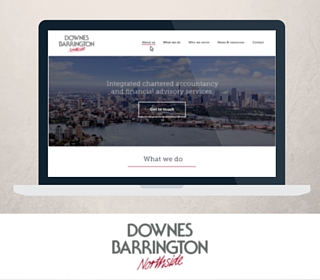 DOWNES
BARRINGTON
Northside
About us What we do Who we serve News & resources Contact
Integrated chartered accountancy
and financial advisory services.
Get in touch
What we do
DOWNES
BARRINGTON
Northside